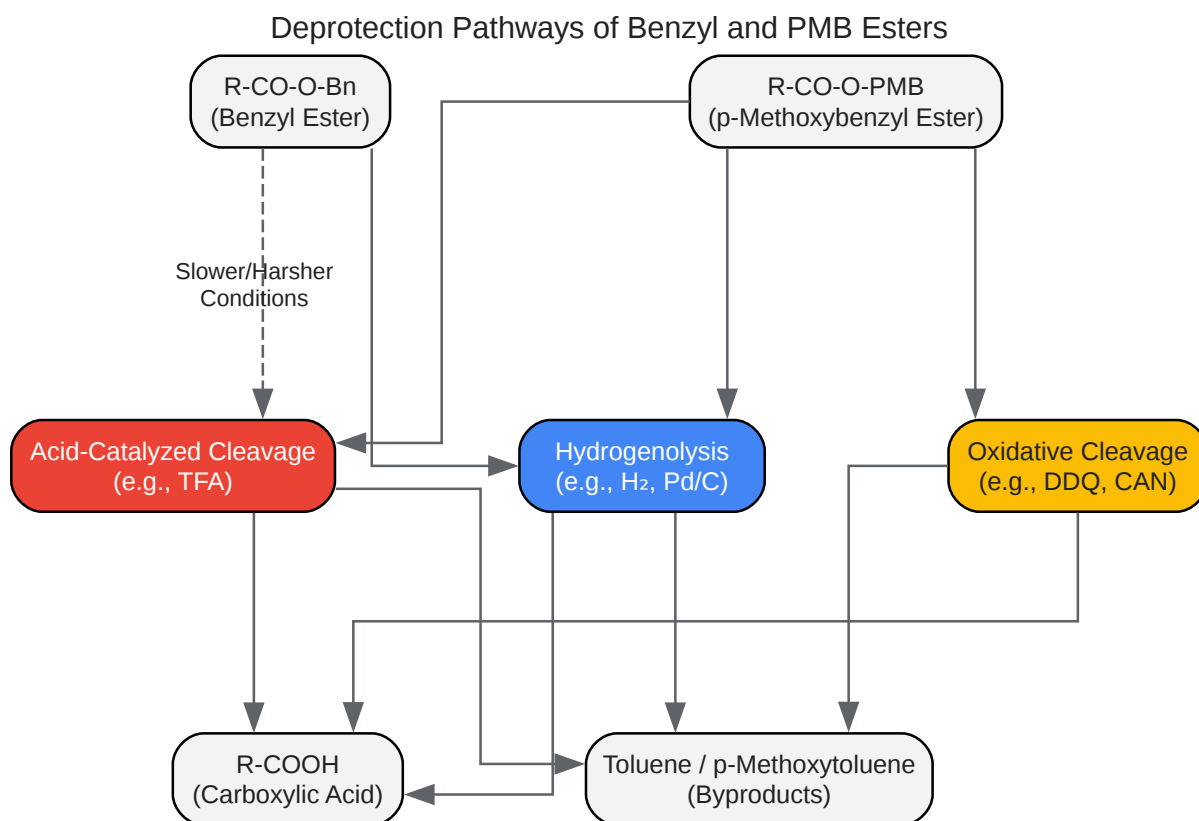 Deprotection Pathways of Benzyl and PMB Esters
R-CO-O-Bn
(Benzyl Ester)
R-CO-O-PMB
(p-Methoxybenzyl Ester)
Slower/Harsher
Conditions
Acid-Catalyzed Cleavage
(e.g., TFA)
Hydrogenolysis
(e.g., H₂, Pd/C)
Oxidative Cleavage
(e.g., DDQ, CAN)
R-COOH
(Carboxylic Acid)
Toluene / p-Methoxytoluene
(Byproducts)